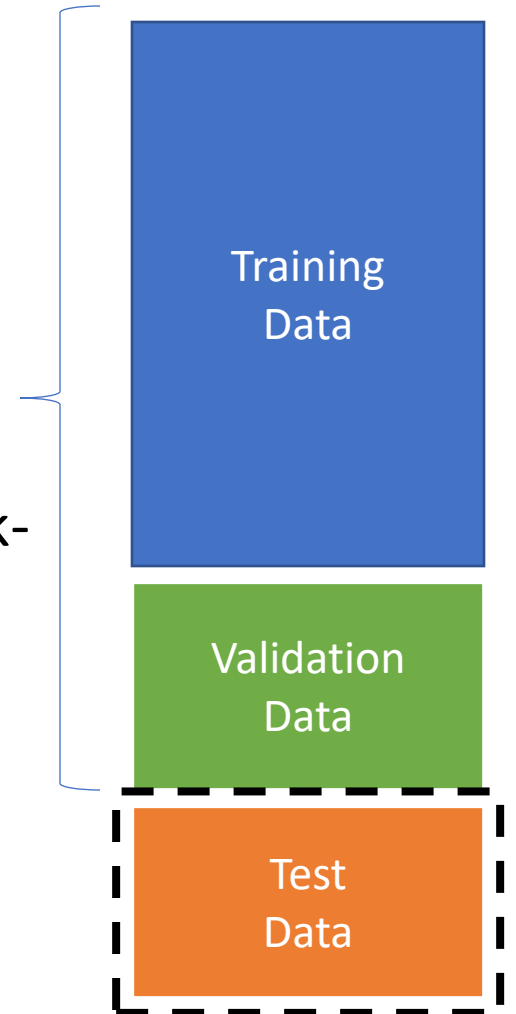 Training
Data
k-
Validation
Data
Test
Data